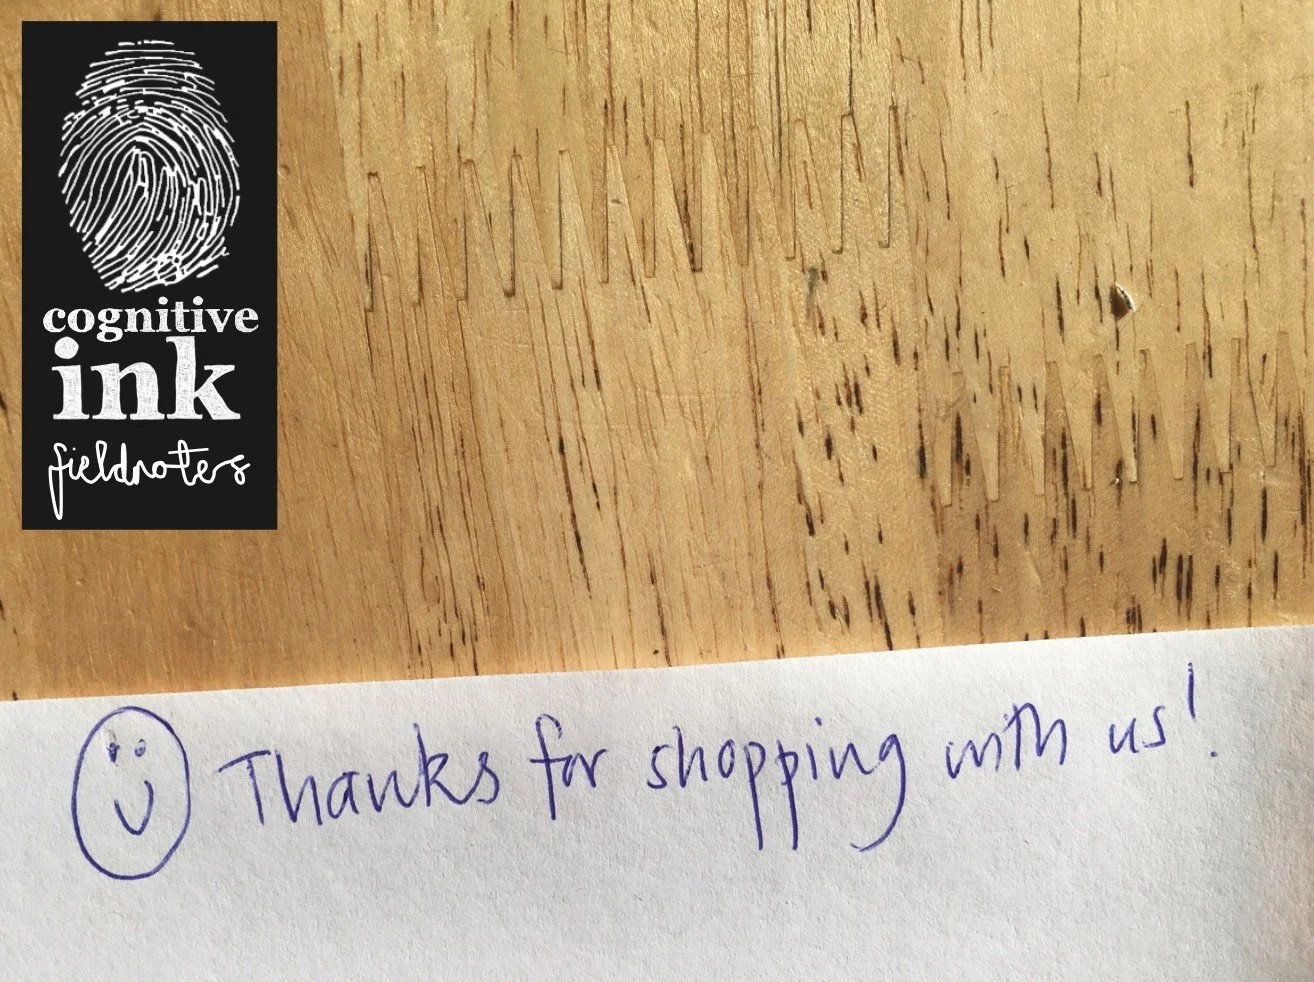 cognitive
ink
fieldnotes
Thanks for shopping with us!